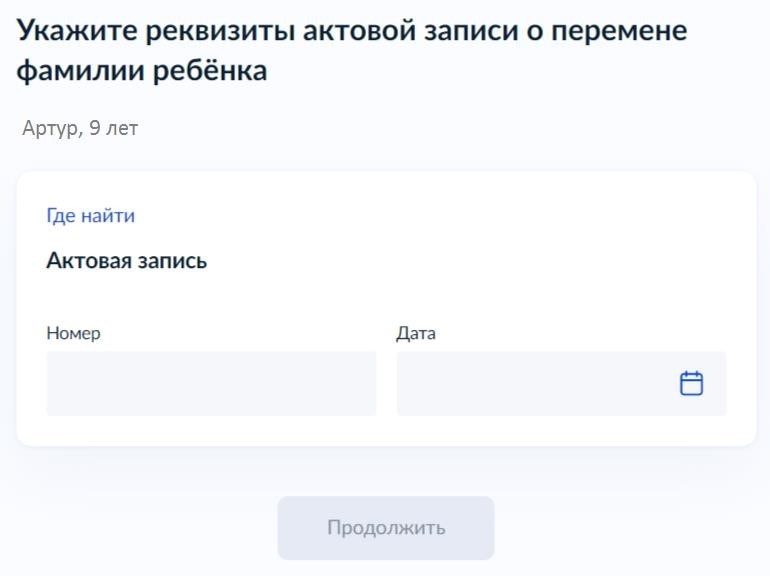 Укажите реквизиты актовой записи о перемене
фамилии ребёнка
Артур, 9 лет
Где найти
Актовая запись
Номер
Дата
Продолжить